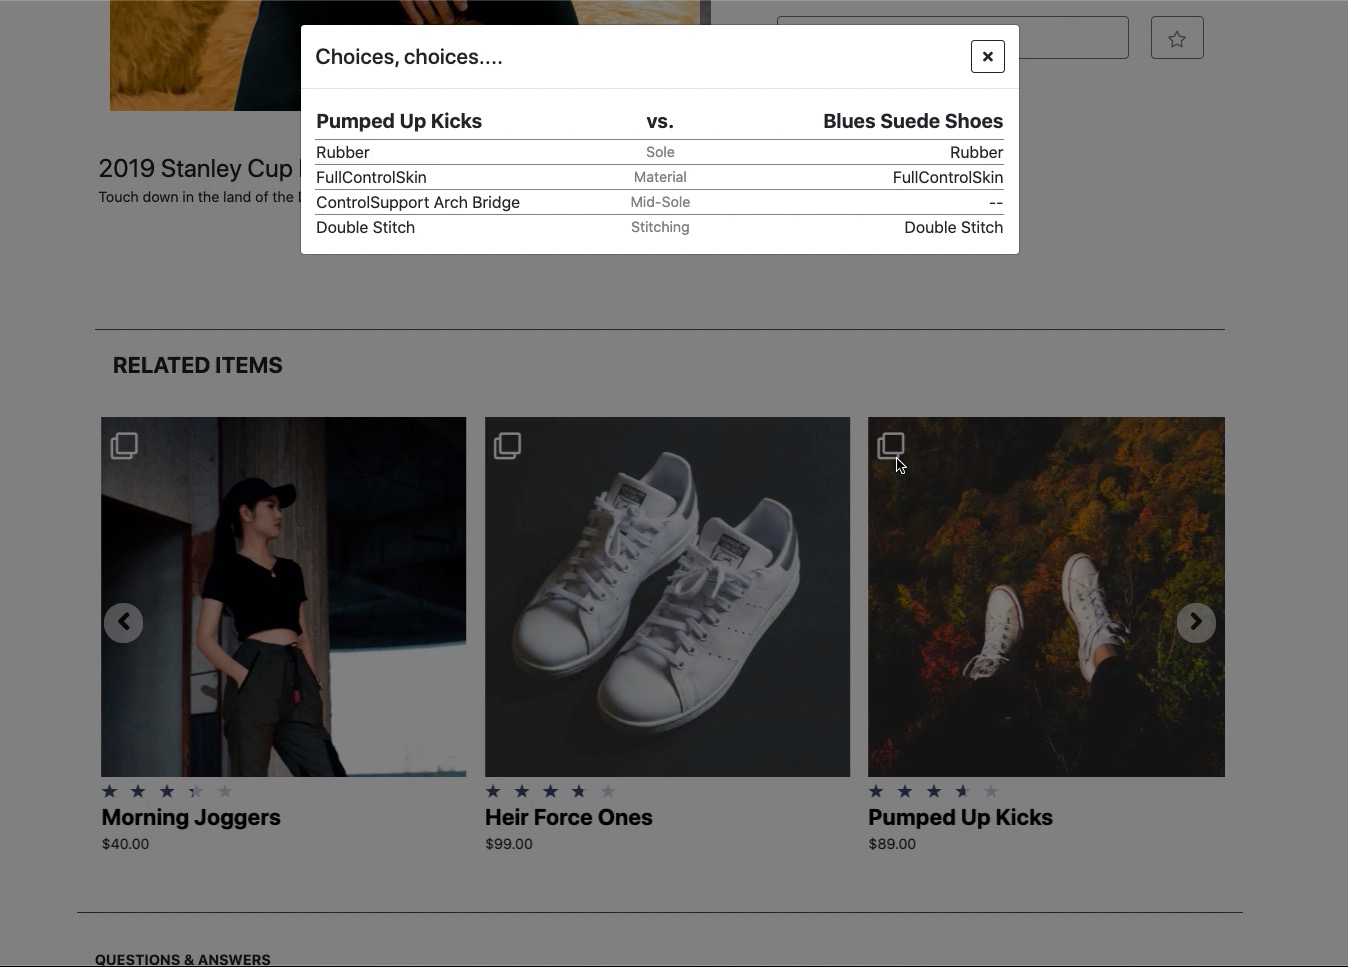 Choices, choices....
Pumped Up Kicks vs. Blues Suede Shoes
Rubber Sole Rubber
FullControlSkin Material FullControlSkin
ControlSupport Arch Bridge Mid-Sole --
Double Stitch Stitching Double Stitch
2019 Stanley Cup
Touch down in the land of the
RELATED ITEMS
Morning Joggers
$40.00
Heir Force Ones
$99.00
Pumped Up Kicks
$89.00
QUESTIONS & ANSWERS